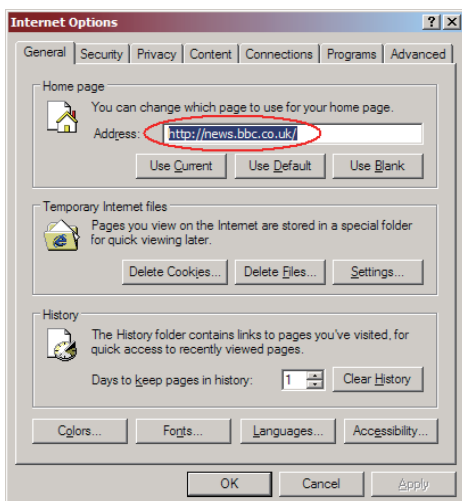 Internet Options
General Security Privacy Content Connections Programs Advanced
Home page
You can change which page to use for your home page.
Address: http://news.bbc.co.uk/
Use Current Use Default Use Blank
Temporary Internet files
Pages you view on the Internet are stored in a special folder
for quick viewing later.
Delete Cookies... Delete Files... Settings...
History
The History folder contains links to pages you've visited, for
quick access to recently viewed pages.
Days to keep pages in history: 1 Clear History
Colors... Fonts... Languages... Accessibility...
OK Cancel Apply